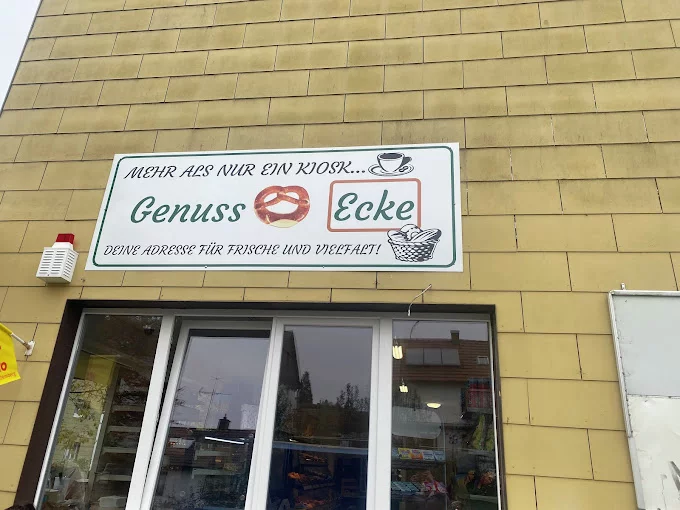 MEHR ALS NUR EIN KIOSK...
Genuss Ecke
DEINE ADRESSE FÜR FRISCHE UND VIELFALT!